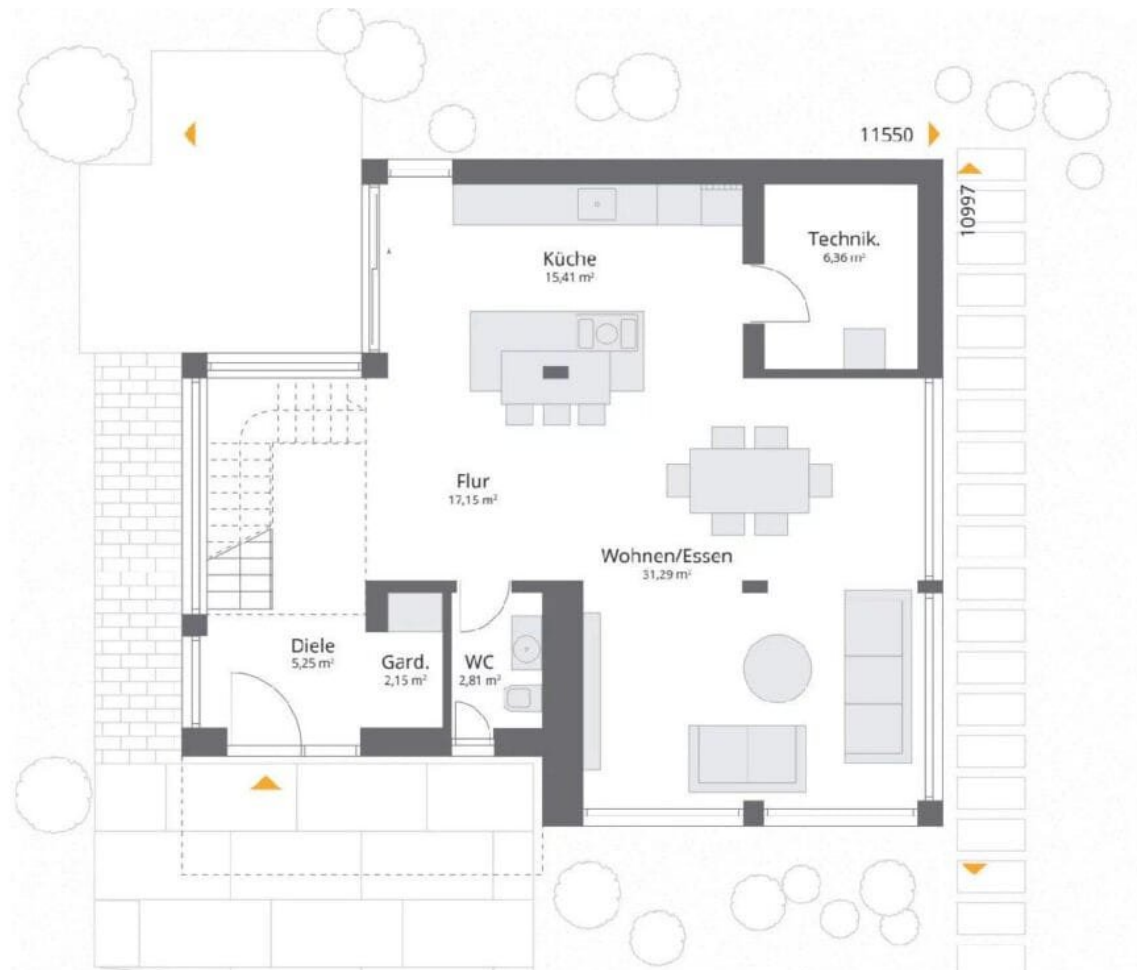 11550
10997
Technik.
6,36 m²
Küche
15,41 m²
Flur
17,15 m²
Wohnen/Essen
31,29 m²
Diele
5,25 m²
Gard.
2,15 m²
WC
2,81 m²